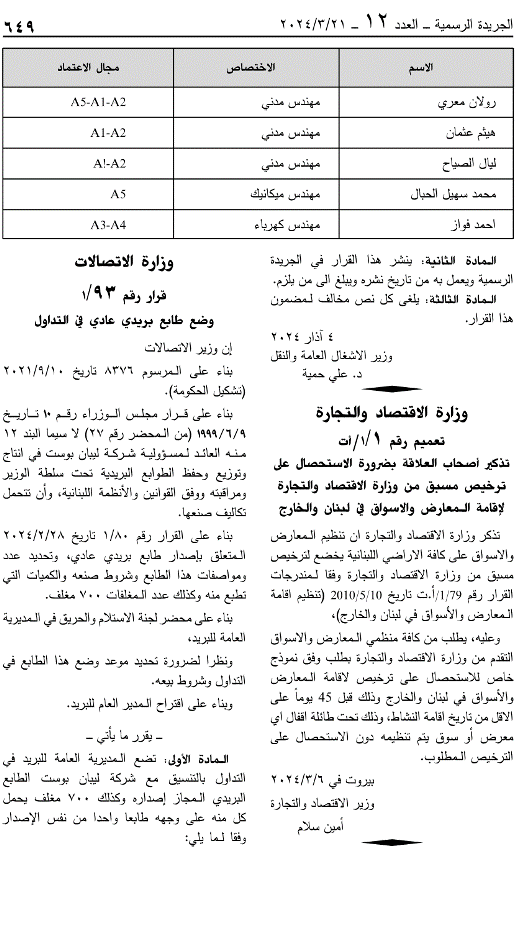 الجريدة الرسمية ـ العدد ١٢ ـ ٢٠٢٤/٣/٢١ ٦٤٩
الاسم الاختصاص مجال الاعتماد
رولان معري مهندس مدني A5-A1-A2
هيثم عثمان مهندس مدني A1-A2
ليال الصياح مهندس مدني A!-A2
محمد سهيل الحبال مهندس ميكانيك A5
احمد فواز مهندس كهرباء A3-A4
المادة الثانية: ينشر هذا القرار في الجريدة
الرسمية ويعمل به من تاريخ نشره ويبلغ الى من يلزم.
المادة الثالثة: يلغى كل نص مخالف لمضمون
هذا القرار.
٤ آذار ٢٠٢٤
وزير الاشغال العامة والنقل
د. علي حمية
وزارة الاقتصاد والتجارة
تعميم رقم ١/١/أت
تذكير أصحاب العلاقة بضرورة الاستحصال على
ترخيص مسبق من وزارة الاقتصاد والتجارة
لإقامة المعارض والاسواق في لبنان والخارج
تذكر وزارة الاقتصاد والتجارة ان تنظيم المعارض
والاسواق على كافة الاراضي اللبنانية يخضع لترخيص
مسبق من وزارة الاقتصاد والتجارة وفقا لمندرجات
القرار رقم 1/79/أ.ت تاريخ 2010/5/10 (تنظيم اقامة
المعارض والأسواق في لبنان والخارج)،
وعليه، يطلب من كافة منظمي المعارض والاسواق
التقدم من وزارة الاقتصاد والتجارة بطلب وفق نموذج
خاص للاستحصال على ترخيص لاقامة المعارض
والأسواق في لبنان والخارج وذلك قبل 45 يوماً على
الاقل من تاريخ اقامة النشاط، وذلك تحت طائلة اقفال اي
معرض أو سوق يتم تنظيمه دون الاستحصال على
الترخيص المطلوب.
بيروت في ٢٠٢٤/٣/٦
وزير الاقتصاد والتجارة
أمين سلام
وزارة الاتصالات
قرار رقم ١/٩٣
وضع طابع بريدي عادي في التداول
إن وزير الاتصالات
بناء على المرسوم ٨٣٧٦ تاريخ ٢٠٢١/٩/١٠
(تشكيل الحكومة).
بناء على قرار مجلس الوزراء رقم ١٠ تاريخ
١٩٩٩/٦/٩ (من المحضر رقم ٢٧) لا سيما البند ١٢
منه العائد لمسؤولية شركة ليبان بوست في انتاج
وتوزيع وحفظ الطوابع البريدية تحت سلطة الوزير
ومراقبته ووفق القوانين والأنظمة اللبنانية، وأن تتحمل
تكاليف صنعها.
بناء على القرار رقم ١/٨٠ تاريخ ٢٠٢٤/٢/٢٨
المتعلق بإصدار طابع بريدي عادي، وتحديد عدد
ومواصفات هذا الطابع وشروط صنعه والكميات التي
تطبع منه وكذلك عدد المغلفات ٧٠٠ مغلف.
بناء على محضر لجنة الاستلام والحريق في المديرية
العامة للبريد،
ونظرا لضرورة تحديد موعد وضع هذا الطابع في
التداول وشروط بيعه.
وبناء على اقتراح المدير العام للبريد.
ـ يقرر ما يأتي ـ
المادة الأولى: تضع المديرية العامة للبريد في
التداول بالتنسيق مع شركة ليبان بوست الطابع
البريدي المجاز إصداره وكذلك ٧٠٠ مغلف يحمل
كل منه على وجهه طابعا واحدا من نفس الإصدار
وفقا لما يلي: